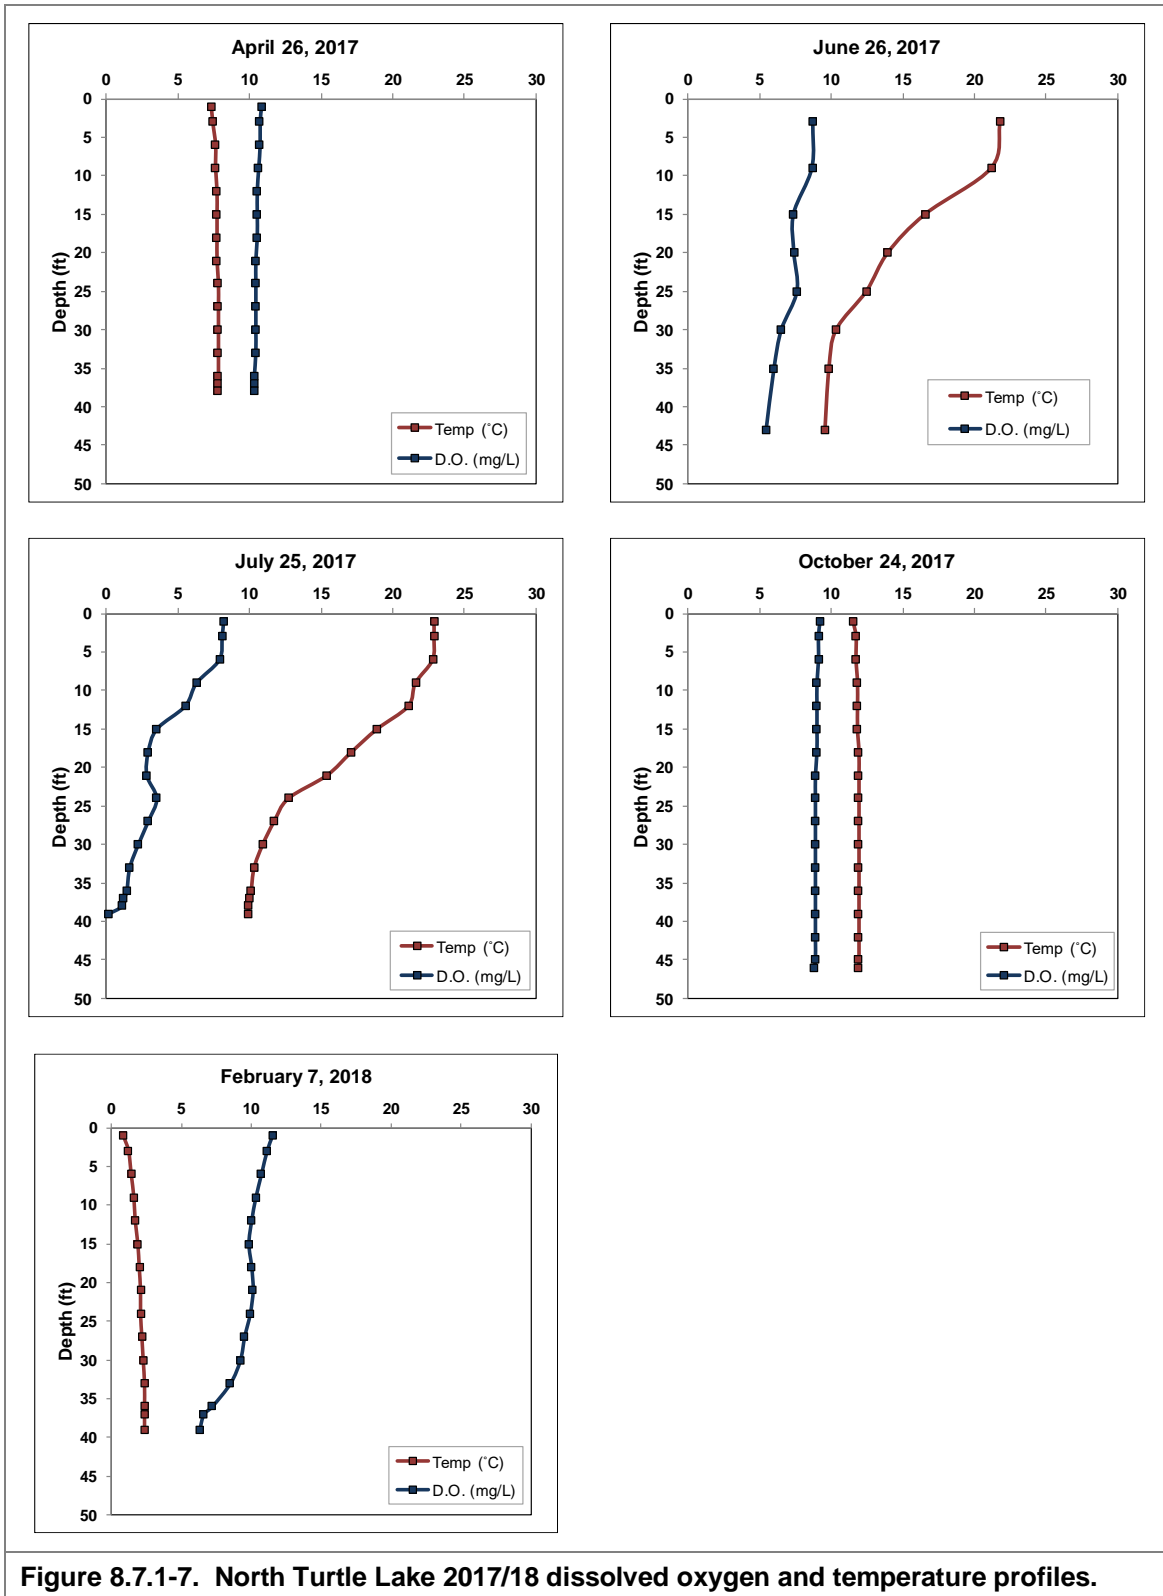 April 26, 2017
0 5 10 15 20 25 30
0
5
10
15
20
25
30
35
40
45
50
Depth (ft)
Temp (˚C)
D.O. (mg/L)
June 26, 2017
0 5 10 15 20 25 30
0
5
10
15
20
25
30
35
40
45
50
Depth (ft)
Temp (˚C)
D.O. (mg/L)
July 25, 2017
0 5 10 15 20 25 30
0
5
10
15
20
25
30
35
40
45
50
Depth (ft)
Temp (˚C)
D.O. (mg/L)
October 24, 2017
0 5 10 15 20 25 30
0
5
10
15
20
25
30
35
40
45
50
Depth (ft)
Temp (˚C)
D.O. (mg/L)
February 7, 2018
0 5 10 15 20 25 30
0
5
10
15
20
25
30
35
40
45
50
Depth (ft)
Temp (˚C)
D.O. (mg/L)
Figure 8.7.1-7. North Turtle Lake 2017/18 dissolved oxygen and temperature profiles.